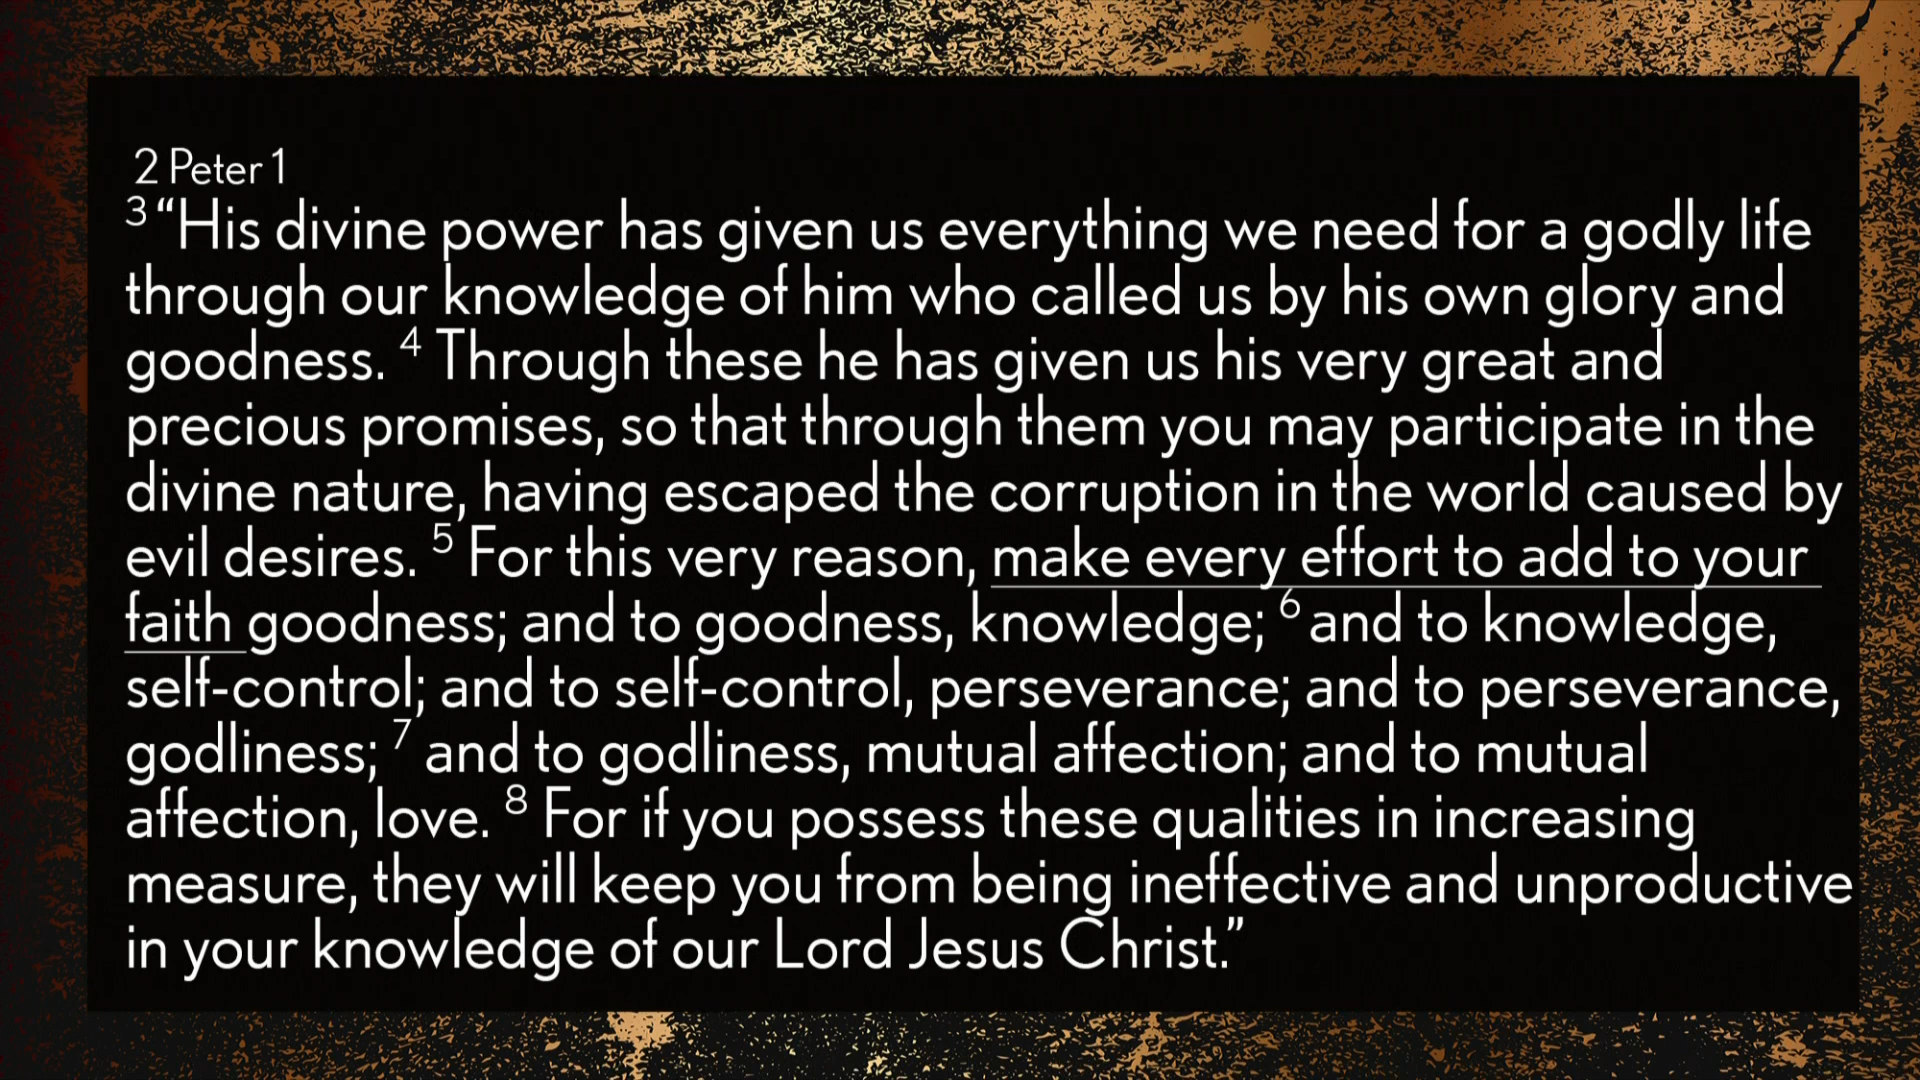 2 Peter 1
3 “His divine power has given us everything we need for a godly life
through our knowledge of him who called us by his own glory and
goodness. 4 Through these he has given us his very great and
precious promises, so that through them you may participate in the
divine nature, having escaped the corruption in the world caused by
evil desires. 5 For this very reason, make every effort to add to your
faith goodness; and to goodness, knowledge; 6 and to knowledge,
self-control; and to self-control, perseverance; and to perseverance,
godliness; 7 and to godliness, mutual affection; and to mutual
affection, love. 8 For if you possess these qualities in increasing
measure, they will keep you from being ineffective and unproductive
in your knowledge of our Lord Jesus Christ.”